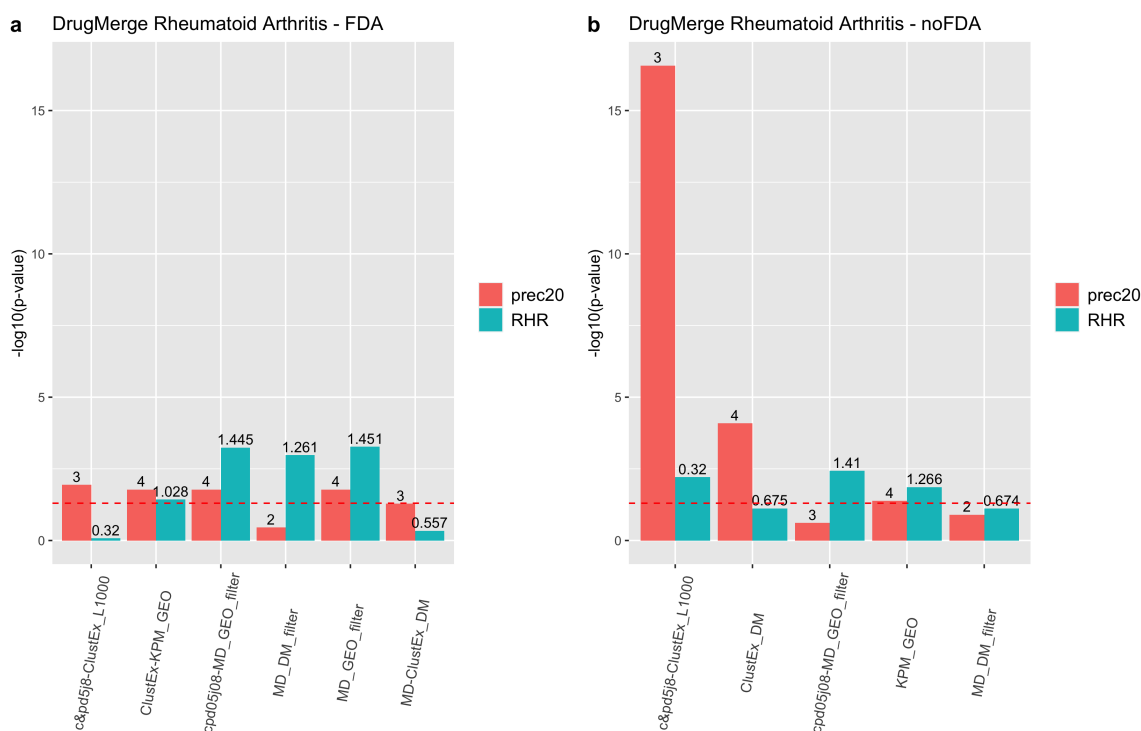 a DrugMerge Rheumatoid Arthritis - FDA
-log10(p-value)
15
10
5
0
3
0.32
4
1.028
4
1.445
2
1.261
4
1.451
3
0.557
c&pd5j8-ClustEx_L1000
ClustEx-KPM_GEO
cpd05j08-MD_GEO_filter
MD_DM_filter
MD_GEO_filter
MD-ClustEx_DM
prec20
RHR
b DrugMerge Rheumatoid Arthritis - noFDA
-log10(p-value)
15
10
5
0
3
0.32
4
0.675
3
1.41
4
1.266
2
0.674
c&pd5j8-ClustEx_L1000
ClustEx_DM
cpd05j08-MD_GEO_filter
KPM_GEO
MD_DM_filter
prec20
RHR